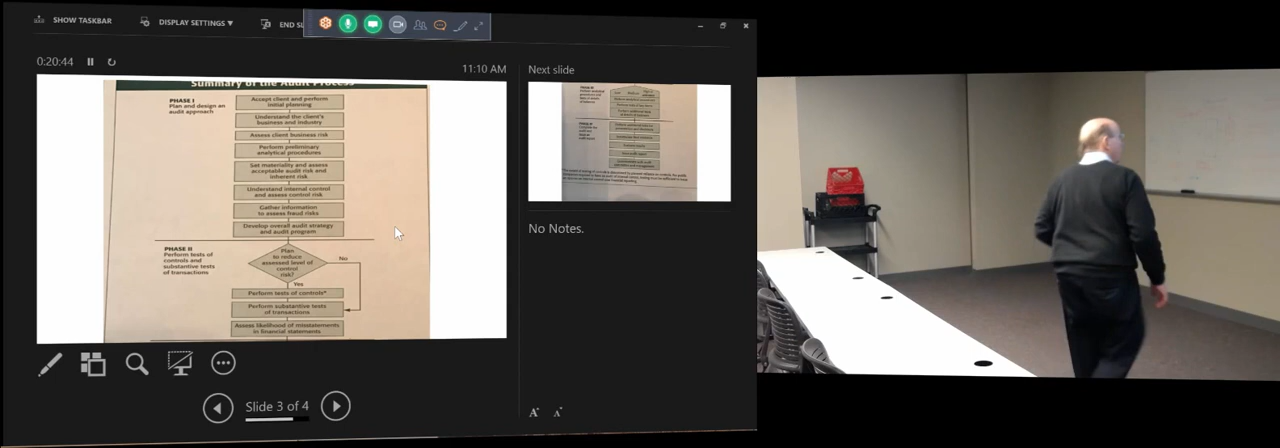 SHOW TASKBAR
DISPLAY SETTINGS ▼
END SL
0:20:44
11:10 AM
Summary of the Audit Process
PHASE I
Plan and design an
audit approach
Accept client and perform
initial planning
Understand the client's
business and industry
Assess client business risk
Perform preliminary
analytical procedures
Set materiality and assess
acceptable audit risk and
inherent risk
Understand internal control
and assess control risk
Gather information
to assess fraud risks
Develop overall audit strategy
and audit program
PHASE II
Perform tests of
controls and
substantive tests
of transactions
Plan
to reduce
assessed level of
control
risk?
No
Yes
Perform tests of controls*
Perform substantive tests
of transactions
Assess likelihood of misstatements
in financial statements
Next slide
No Notes.
Slide 3 of 4
A A